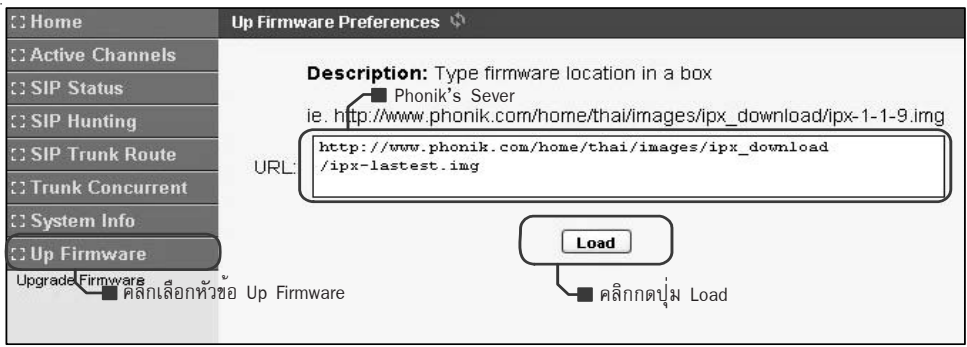 Home
Active Channels
SIP Status
SIP Hunting
SIP Trunk Route
Trunk Concurrent
System Info
Up Firmware
Upgrade Firmware
คลิกเลือกหัวข้อ Up Firmware
Up Firmware Preferences
Description: Type firmware location in a box
Phonik's Sever
ie. http://www.phonik.com/home/thai/images/ipx_download/ipx-1-1-9.img
URL:
http://www.phonik.com/home/thai/images/ipx_download
/ipx-lastest.img
Load
คลิกกดปุ่ม Load